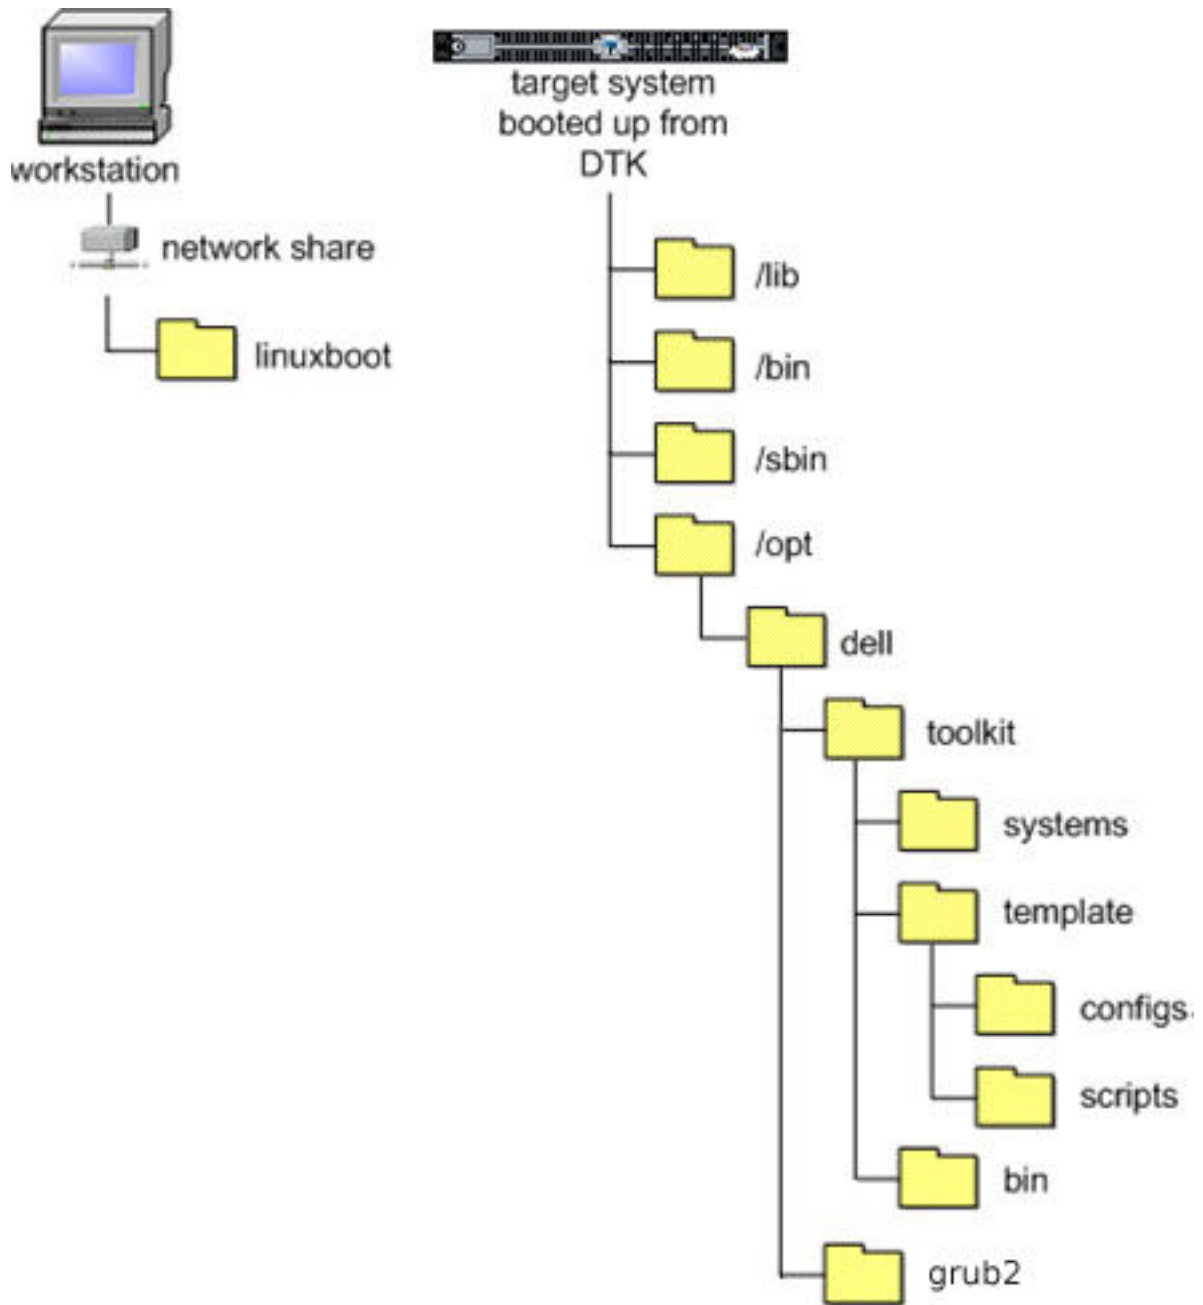 workstation
network share
linuxboot
target system
booted up from
DTK
/lib
/bin
/sbin
/opt
dell
toolkit
systems
template
configs
scripts
bin
grub2